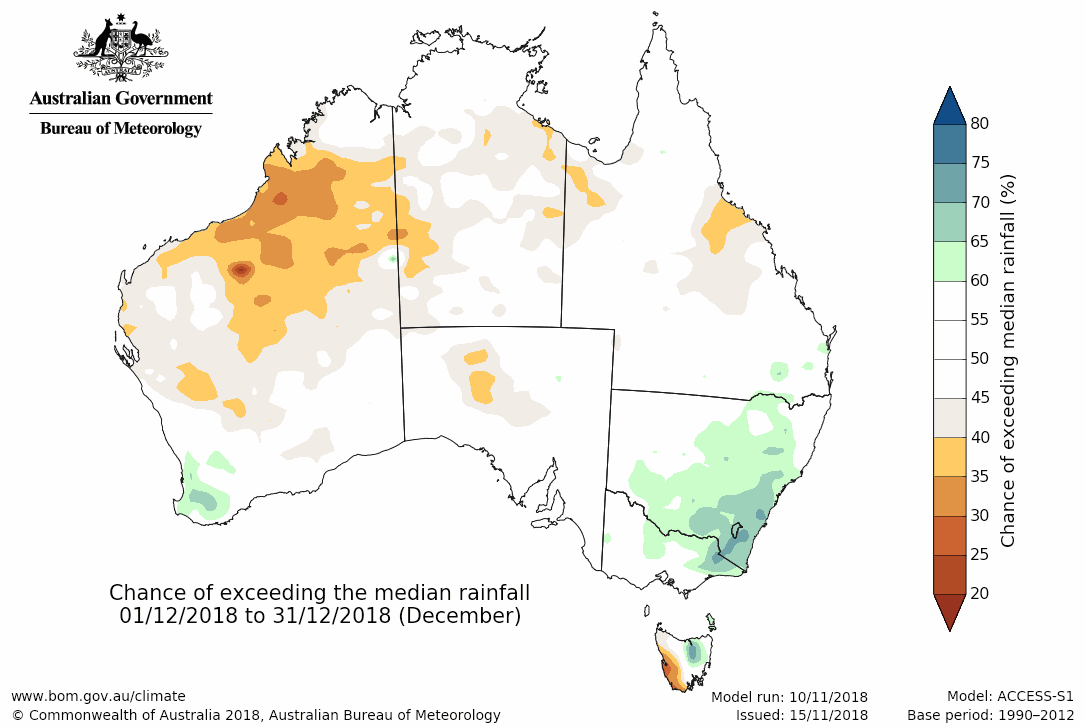 Australian Government
Bureau of Meteorology
80
75
70
65
60
55
50
45
40
35
30
25
20
Chance of exceeding median rainfall (%)
Chance of exceeding the median rainfall
01/12/2018 to 31/12/2018 (December)
www.bom.gov.au/climate
© Commonwealth of Australia 2018, Australian Bureau of Meteorology
Model run: 10/11/2018
Issued: 15/11/2018
Model: ACCESS-S1
Base period: 1990–2012